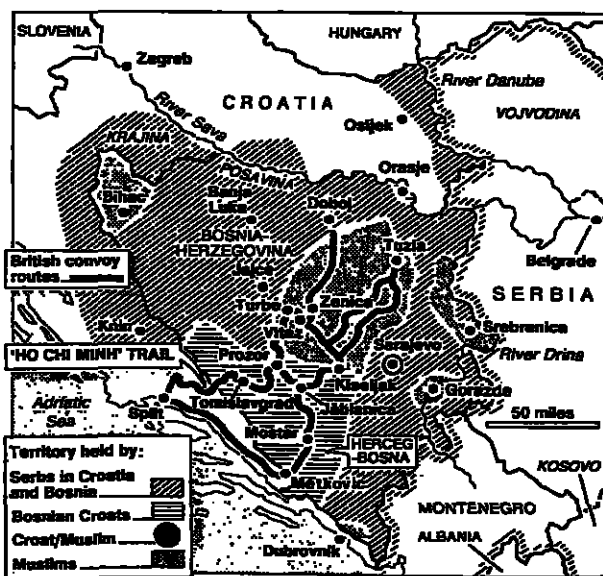 SLOVENIA
HUNGARY
Zagreb
River Danube
CROATIA
VOJVODINA
River Sava
Osijek
KRAJINA
POSAVINA
Orasje
Bihac
Banja
Luka
Doboj
BOSNIA-
HERZEGOVINA
Tuzla
Belgrade
British convoy
routes
Jajce
SERBIA
Turbe
Zenica
Vitez
Srebrenica
Knin
Sarajevo
River Drina
'HO CHI MINH' TRAIL
Prozor
Kiseljak
Gorazde
Adriatic
Sea
Tomislavgrad
Jablanica
Split
50 miles
Mostar
HERCEG
-BOSNA
Territory held by:
KOSOVO
Serbs in Croatia
and Bosnia
Metkovic
Bosnian Croats
MONTENEGRO
Croat/Muslim
ALBANIA
Muslims
Dubrovnik